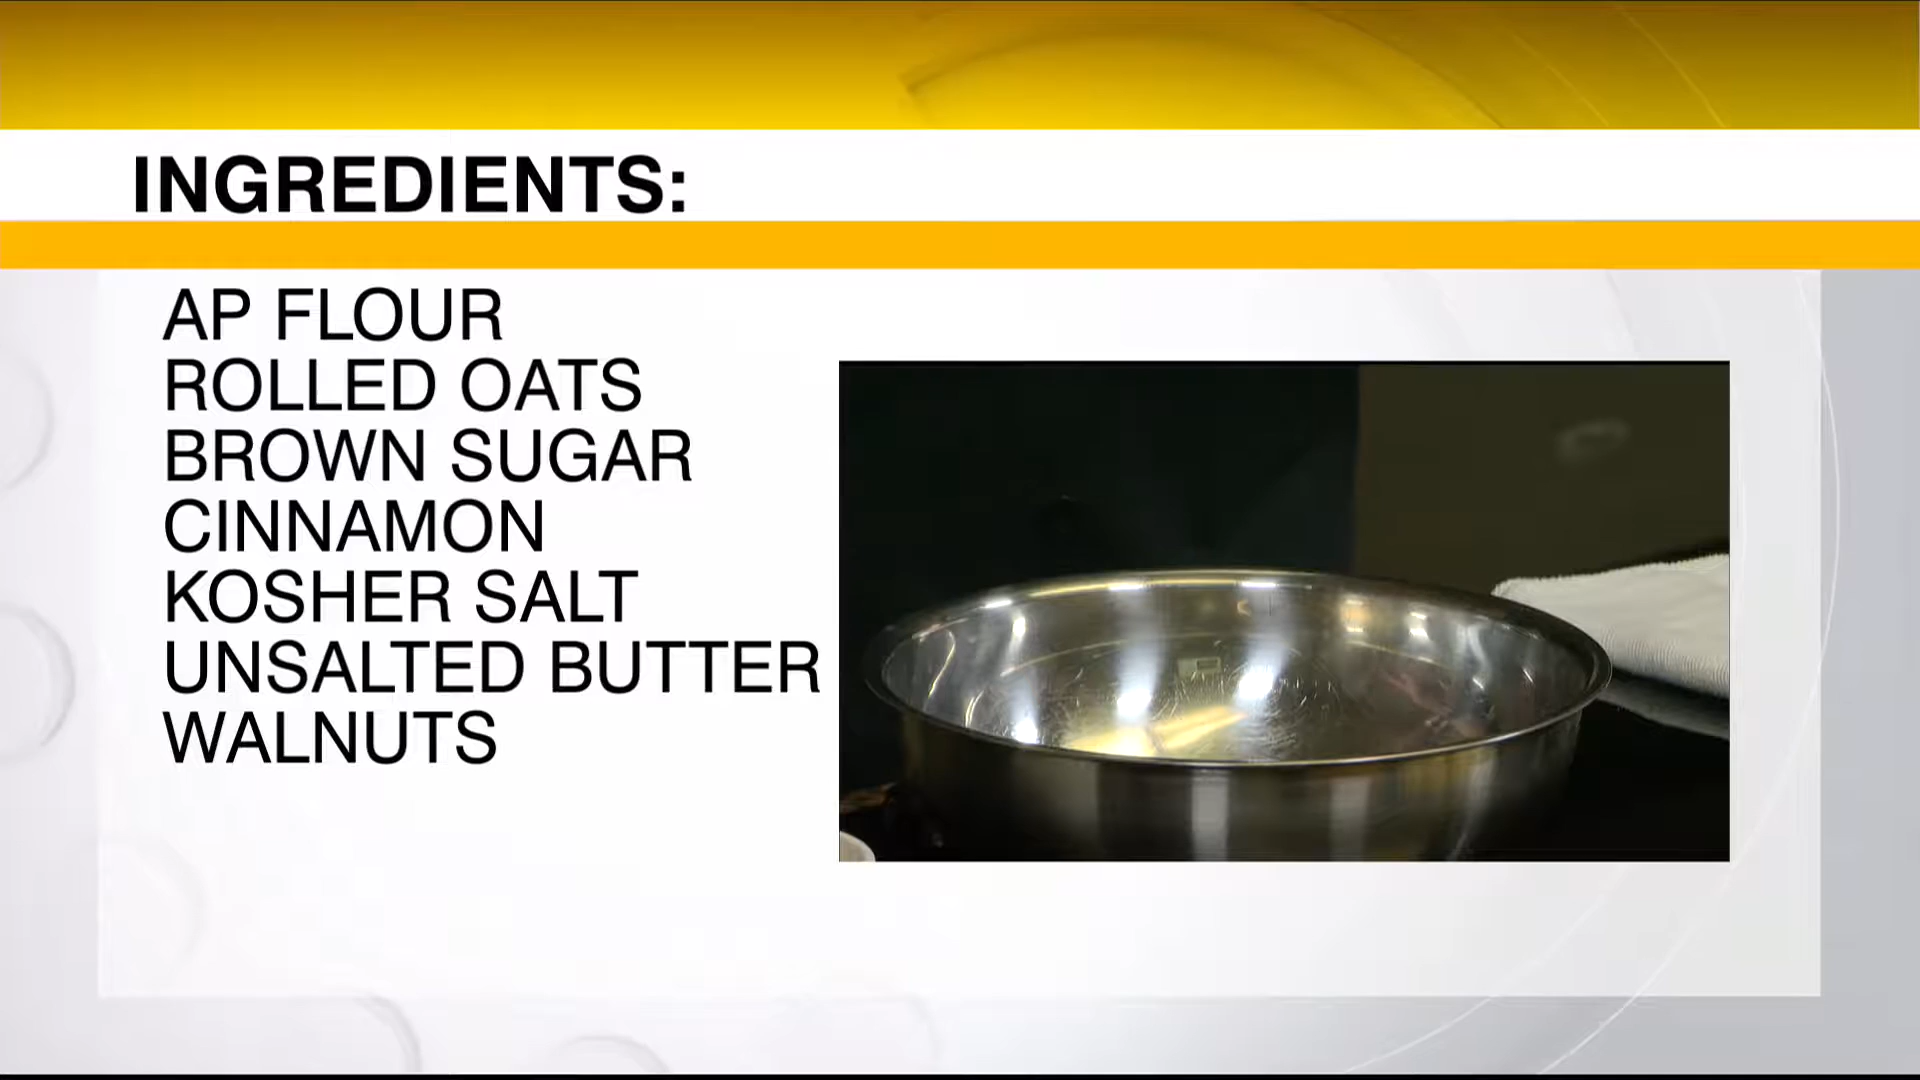 INGREDIENTS:
AP FLOUR
ROLLED OATS
BROWN SUGAR
CINNAMON
KOSHER SALT
UNSALTED BUTTER
WALNUTS